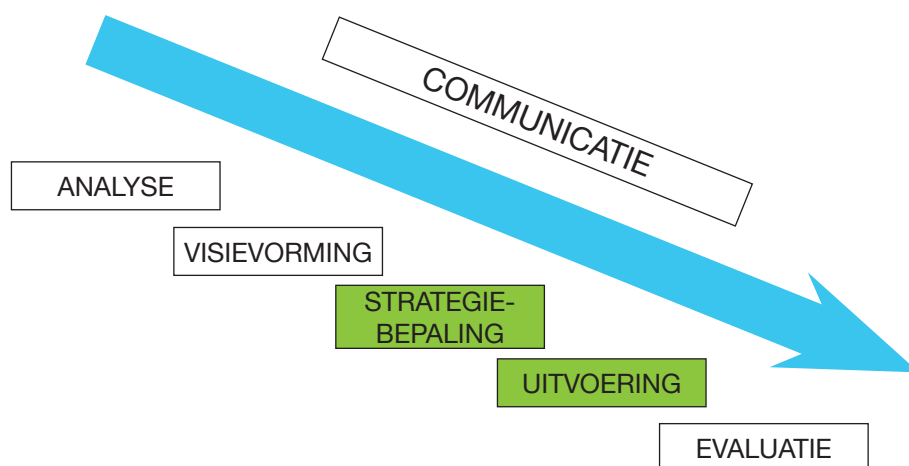 COMMUNICATIE
ANALYSE
VISIEVORMING
STRATEGIE-
BEPALING
UITVOERING
EVALUATIE